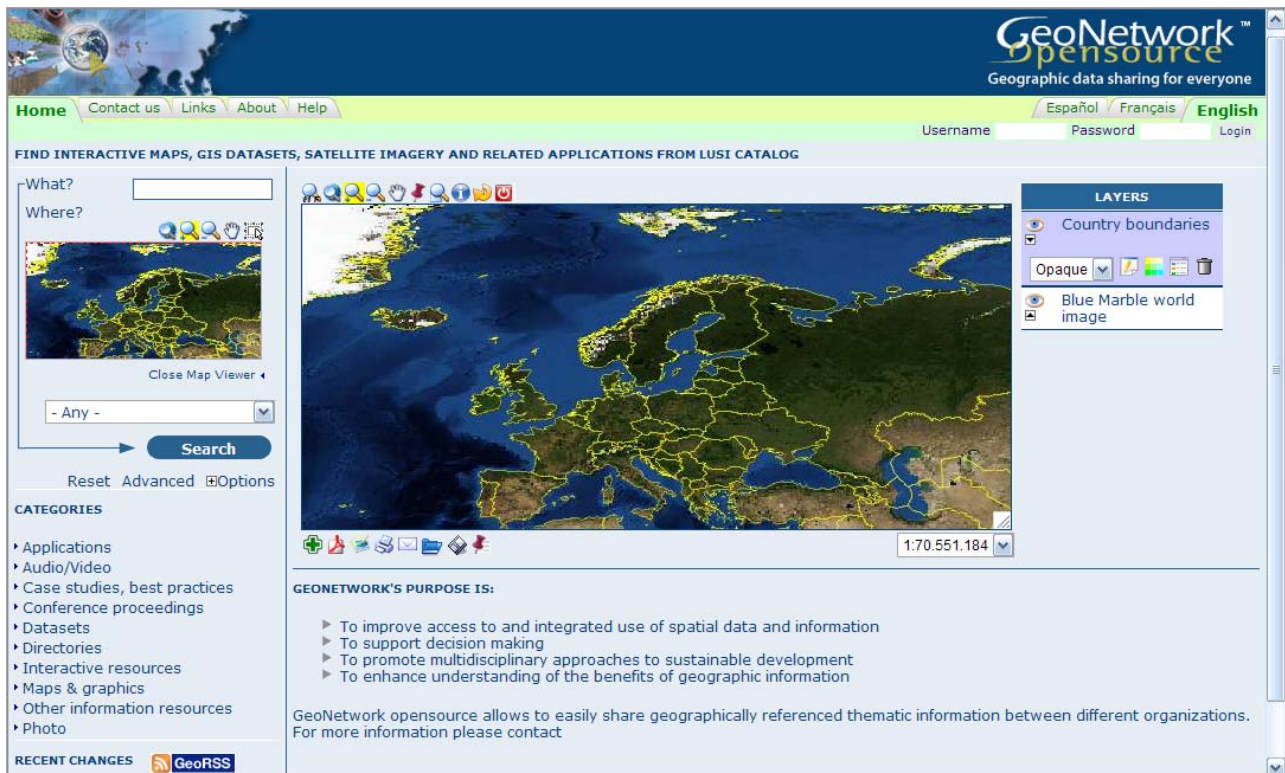 GeoNetwork™
Opensource
Geographic data sharing for everyone
Home Contact us Links About Help Español Français English
Username Password Login
FIND INTERACTIVE MAPS, GIS DATASETS, SATELLITE IMAGERY AND RELATED APPLICATIONS FROM LUSI CATALOG
What?
Where?
Close Map Viewer
- Any -
Search
Reset Advanced Options
CATEGORIES
Applications
Audio/Video
Case studies, best practices
Conference proceedings
Datasets
Directories
Interactive resources
Maps & graphics
Other information resources
Photo
RECENT CHANGES GeoRSS
LAYERS
Country boundaries
Opaque
Blue Marble world
image
1:70.551.184
GEONETWORK'S PURPOSE IS:
To improve access to and integrated use of spatial data and information
To support decision making
To promote multidisciplinary approaches to sustainable development
To enhance understanding of the benefits of geographic information
GeoNetwork opensource allows to easily share geographically referenced thematic information between different organizations.
For more information please contact